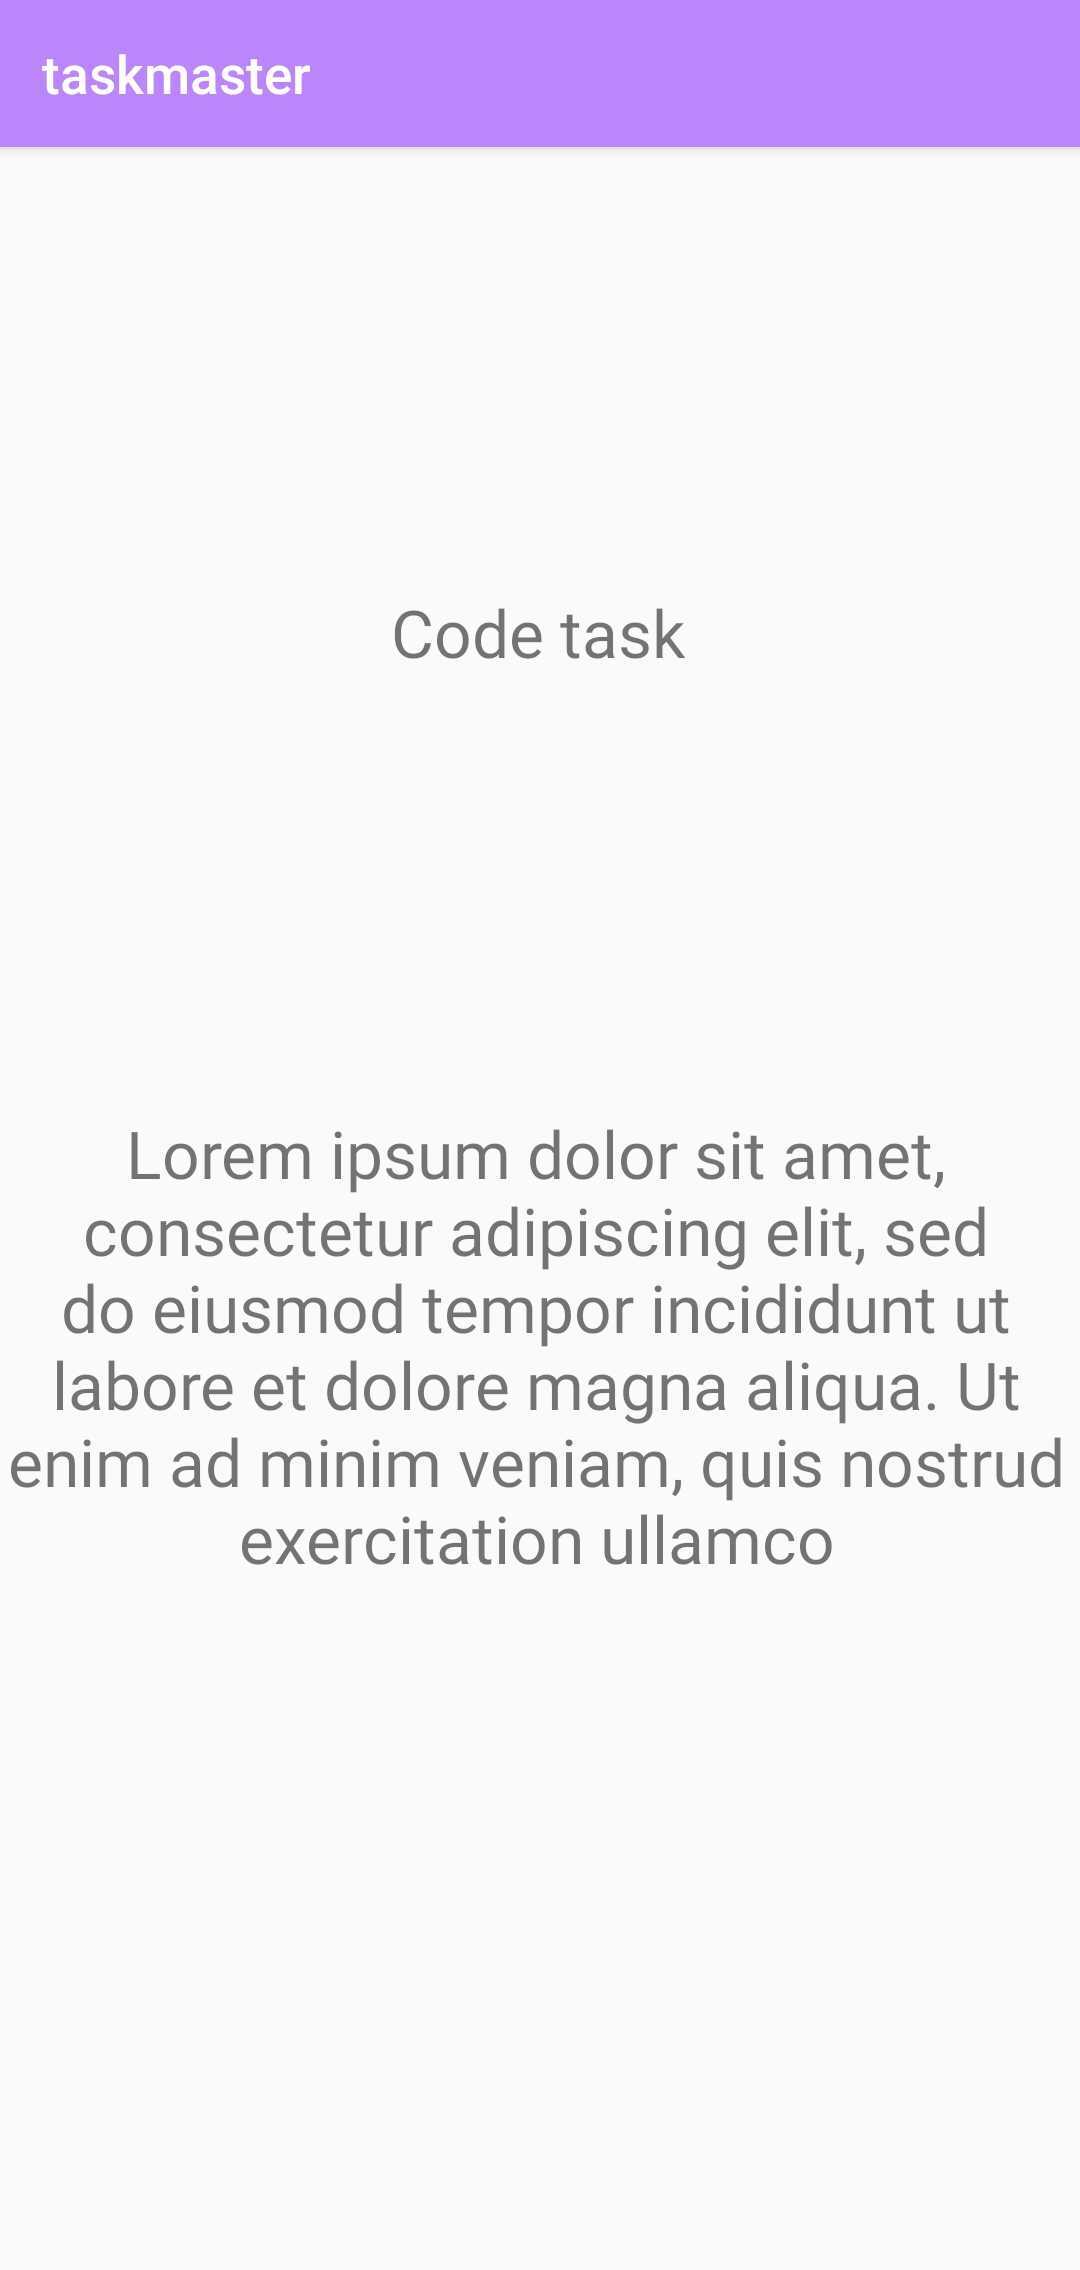 taskmaster
Code task
Lorem ipsum dolor sit amet,
consectetur adipiscing elit, sed
do eiusmod tempor incididunt ut
labore et dolore magna aliqua. Ut
enim ad minim veniam, quis nostrud
exercitation ullamco